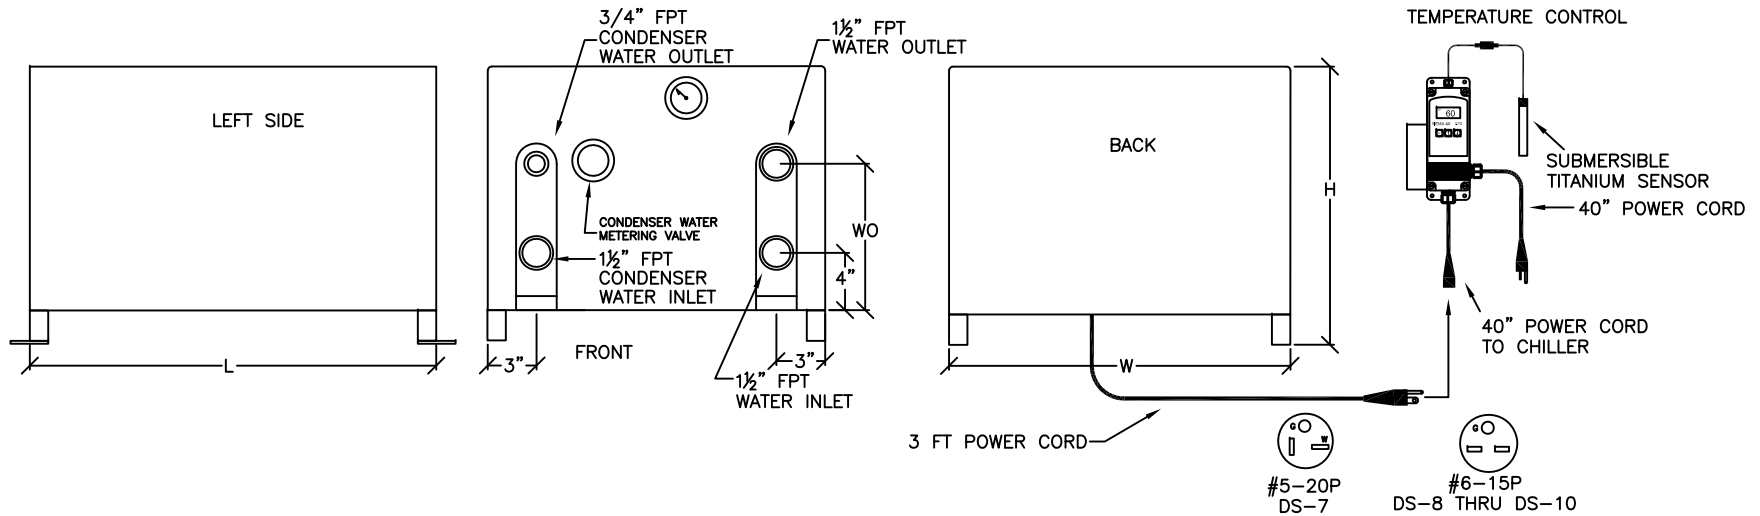 LEFT SIDE
L
3/4" FPT
CONDENSER
WATER OUTLET
1½" FPT
WATER OUTLET
CONDENSER WATER
METERING VALVE
1½" FPT
CONDENSER
WATER INLET
WO
4"
3"
FRONT
3"
1½" FPT
WATER INLET
BACK
H
W
3 FT POWER CORD
G
W
#5-20P
DS-7
G
#6-15P
DS-8 THRU DS-10
TEMPERATURE CONTROL
60
SUBMERSIBLE
TITANIUM SENSOR
40" POWER CORD
40" POWER CORD
TO CHILLER